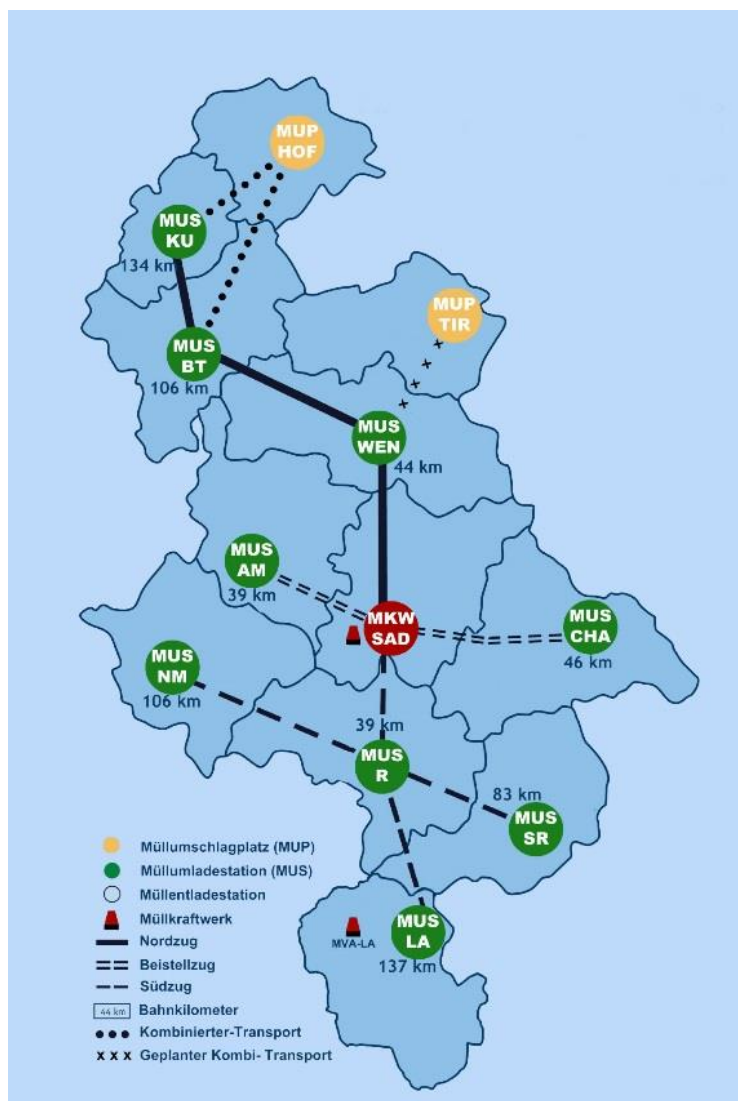 MUP
HOF
MUS
KU
134 km
MUP
TIR
MUS
BT
106 km
MUS
WEN
44 km
MUS
AM
39 km
MKW
SAD
MUS
CHA
46 km
MUS
NM
106 km
39 km
MUS
R
83 km
MUS
SR
Müllumschlagplatz (MUP)
Müllumladestation (MUS)
Müllentladestation
Müllkraftwerk
Nordzug
Beistellzug
Südzug
44 km Bahnkilometer
Kombinierter-Transport
Geplanter Kombi- Transport
MVA-LA
MUS
LA
137 km